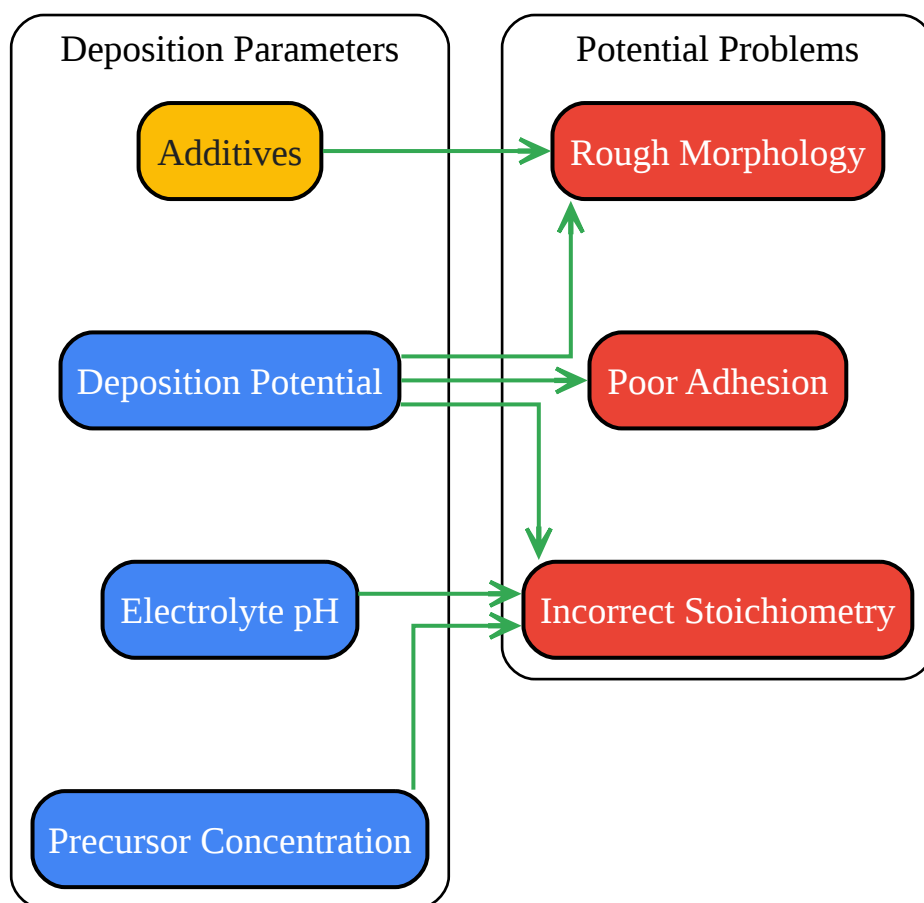 Deposition Parameters
Additives
Deposition Potential
Electrolyte pH
Precursor Concentration
Potential Problems
Rough Morphology
Poor Adhesion
Incorrect Stoichiometry